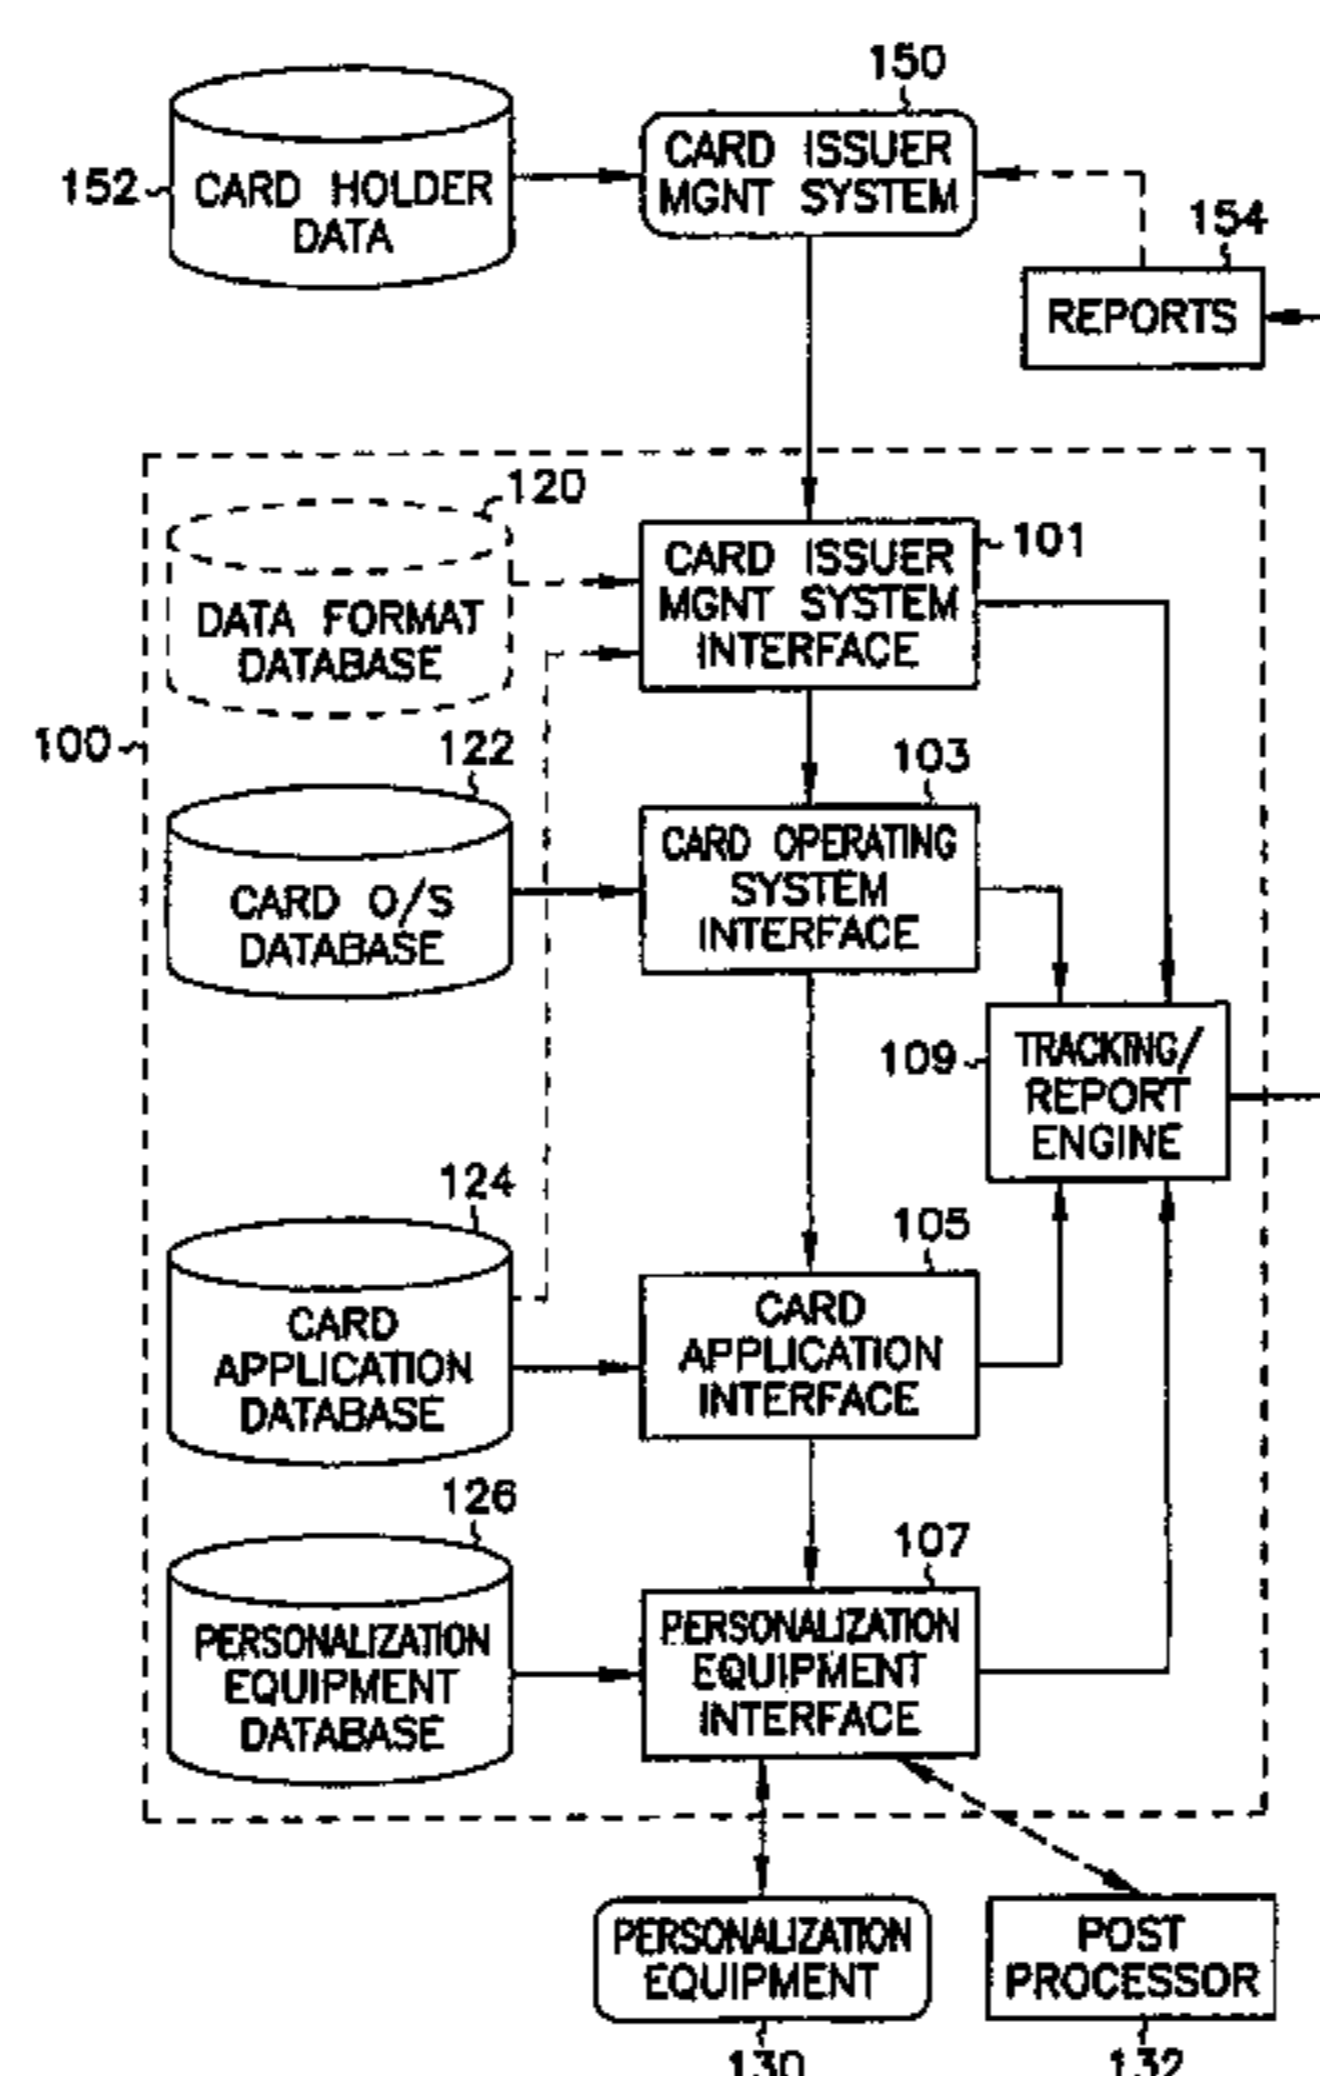 150
CARD ISSUER
MGNT SYSTEM
152
CARD HOLDER
DATA
154
REPORTS
120
DATA FORMAT
DATABASE
CARD ISSUER
MGNT SYSTEM
INTERFACE
101
100
122
CARD O/S
DATABASE
103
CARD OPERATING
SYSTEM
INTERFACE
109
TRACKING/
REPORT
ENGINE
124
CARD
APPLICATION
DATABASE
105
CARD
APPLICATION
INTERFACE
126
PERSONALIZATION
EQUIPMENT
DATABASE
107
PERSONALIZATION
EQUIPMENT
INTERFACE
PERSONALIZATION
EQUIPMENT
130
POST
PROCESSOR
132